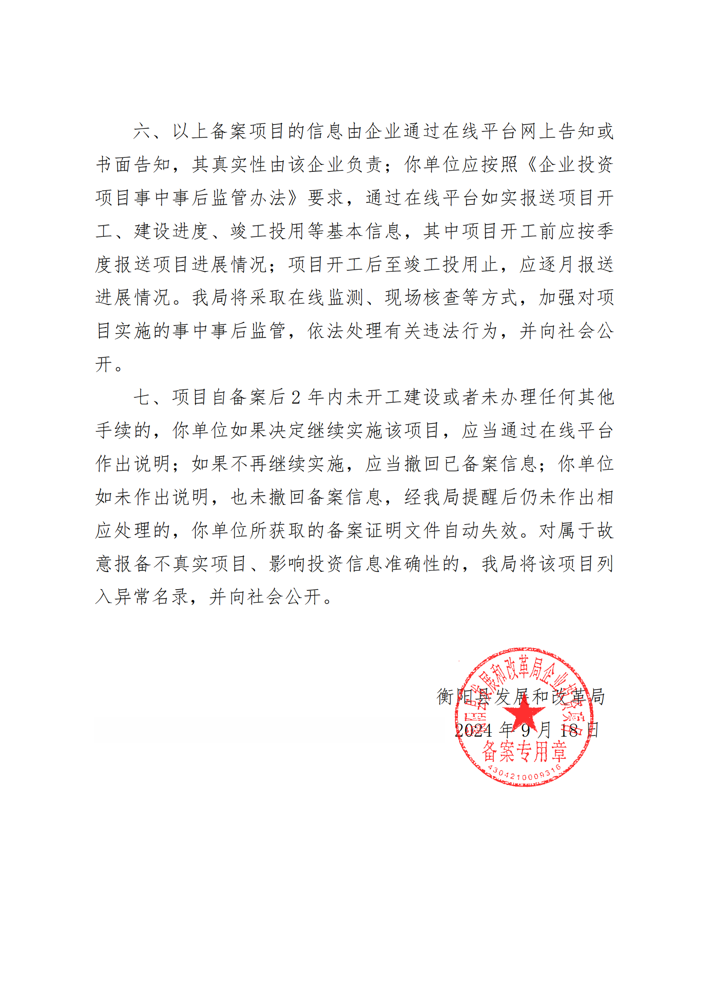 六、以上备案项目的信息由企业通过在线平台网上告知或
书面告知，其真实性由该企业负责；你单位应按照《企业投资
项目事中事后监管办法》要求，通过在线平台如实报送项目开
工、建设进度、竣工投用等基本信息，其中项目开工前应按季
度报送项目进展情况；项目开工后至竣工投用止，应逐月报送
进展情况。我局将采取在线监测、现场核查等方式，加强对项
目实施的事中事后监管，依法处理有关违法行为，并向社会公
开。
七、项目自备案后2年内未开工建设或者未办理任何其他
手续的，你单位如果决定继续实施该项目，应当通过在线平台
作出说明；如果不再继续实施，应当撤回已备案信息；你单位
如未作出说明，也未撤回备案信息，经我局提醒后仍未作出相
应处理的，你单位所获取的备案证明文件自动失效。对属于故
意报备不真实项目、影响投资信息准确性的，我局将该项目列
入异常名录，并向社会公开。
衡阳县发展和改革局
2024年9月18日
衡阳县发展和改革局企业投资项目
备案专用章
4304210009316